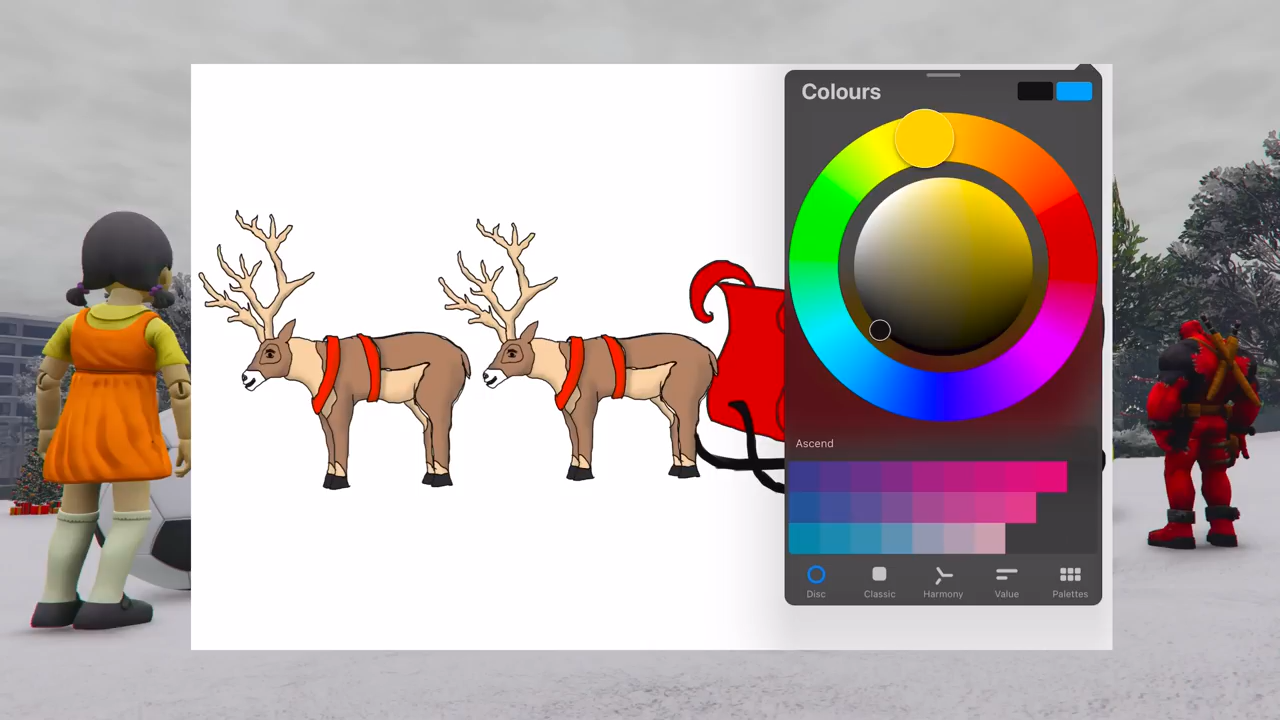 Colours
Ascend
Disc
Classic
Harmony
Value
Palettes